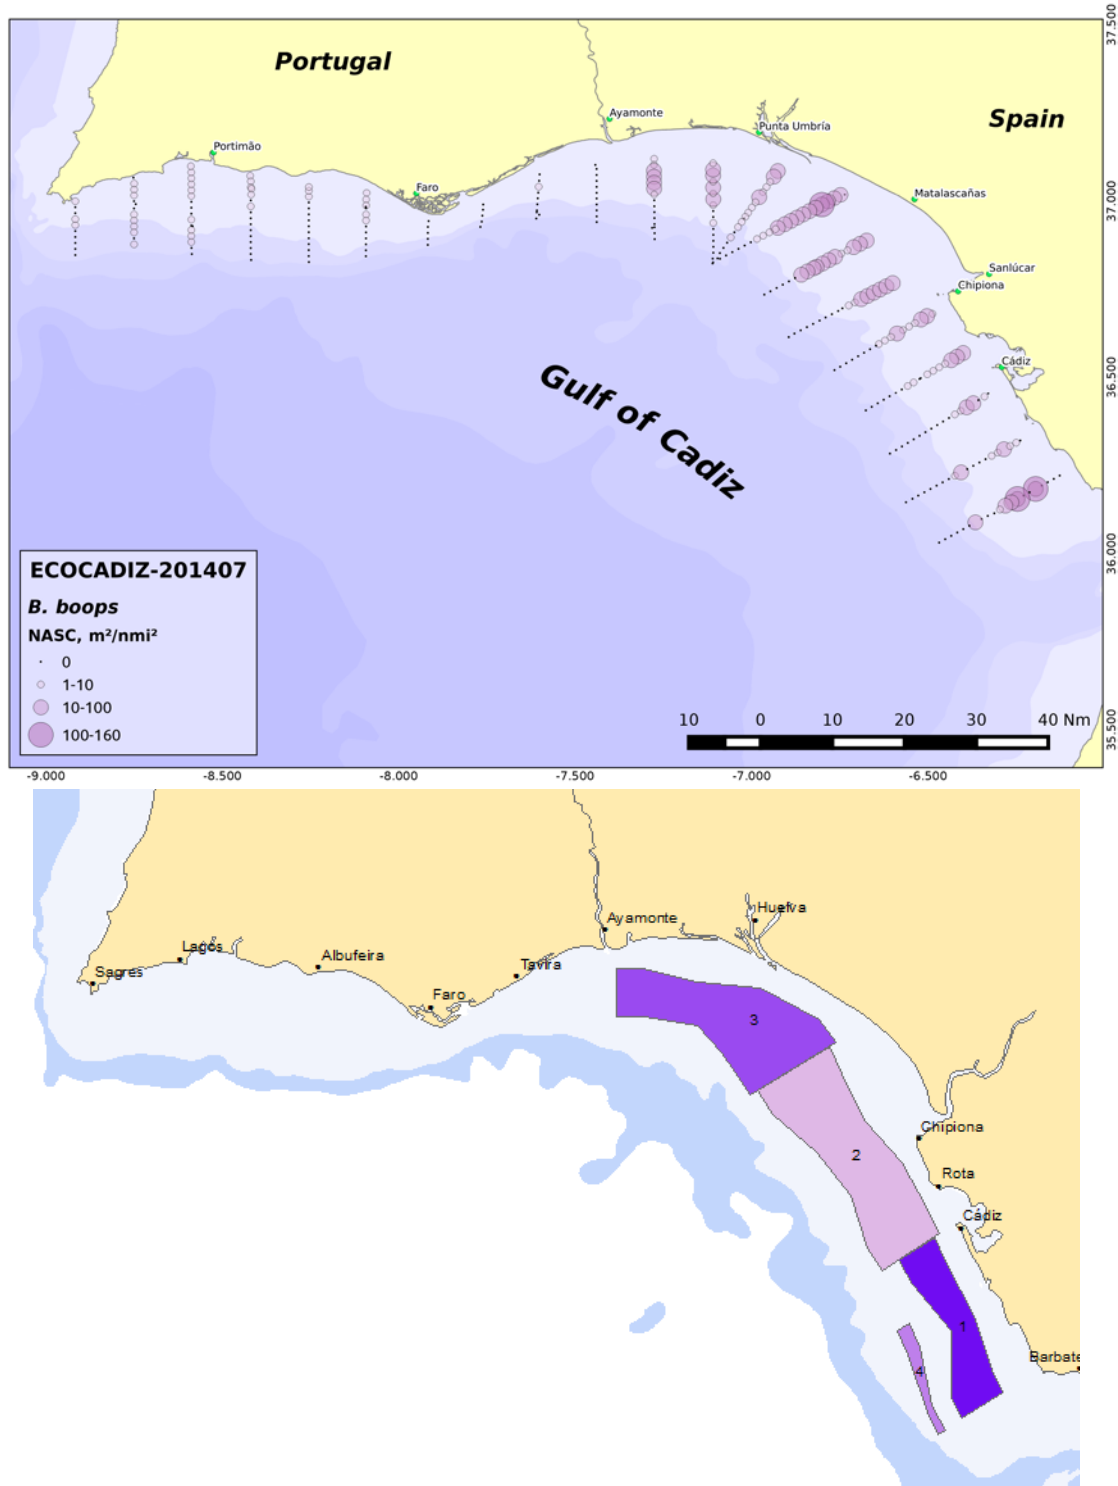 Portugal
Spain
37.500
Ayamonte
Punta Umbría
Portimão
Faro
Matalascañas
37.000
Sanlúcar
Chipiona
Cádiz
36.500
Gulf of Cadiz
36.000
ECOCADIZ-201407
B. boops
NASC, m²/nmi²
0
1-10
10-100
100-160
10 0 10 20 30 40 Nm
35.500
-9.000 -8.500 -8.000 -7.500 -7.000 -6.500
Huelva
Ayamonte
Lagos
Albufeira
Tavira
Sagres
Faro
3
Chipiona
2
Rota
Cádiz
1
Barbate
4